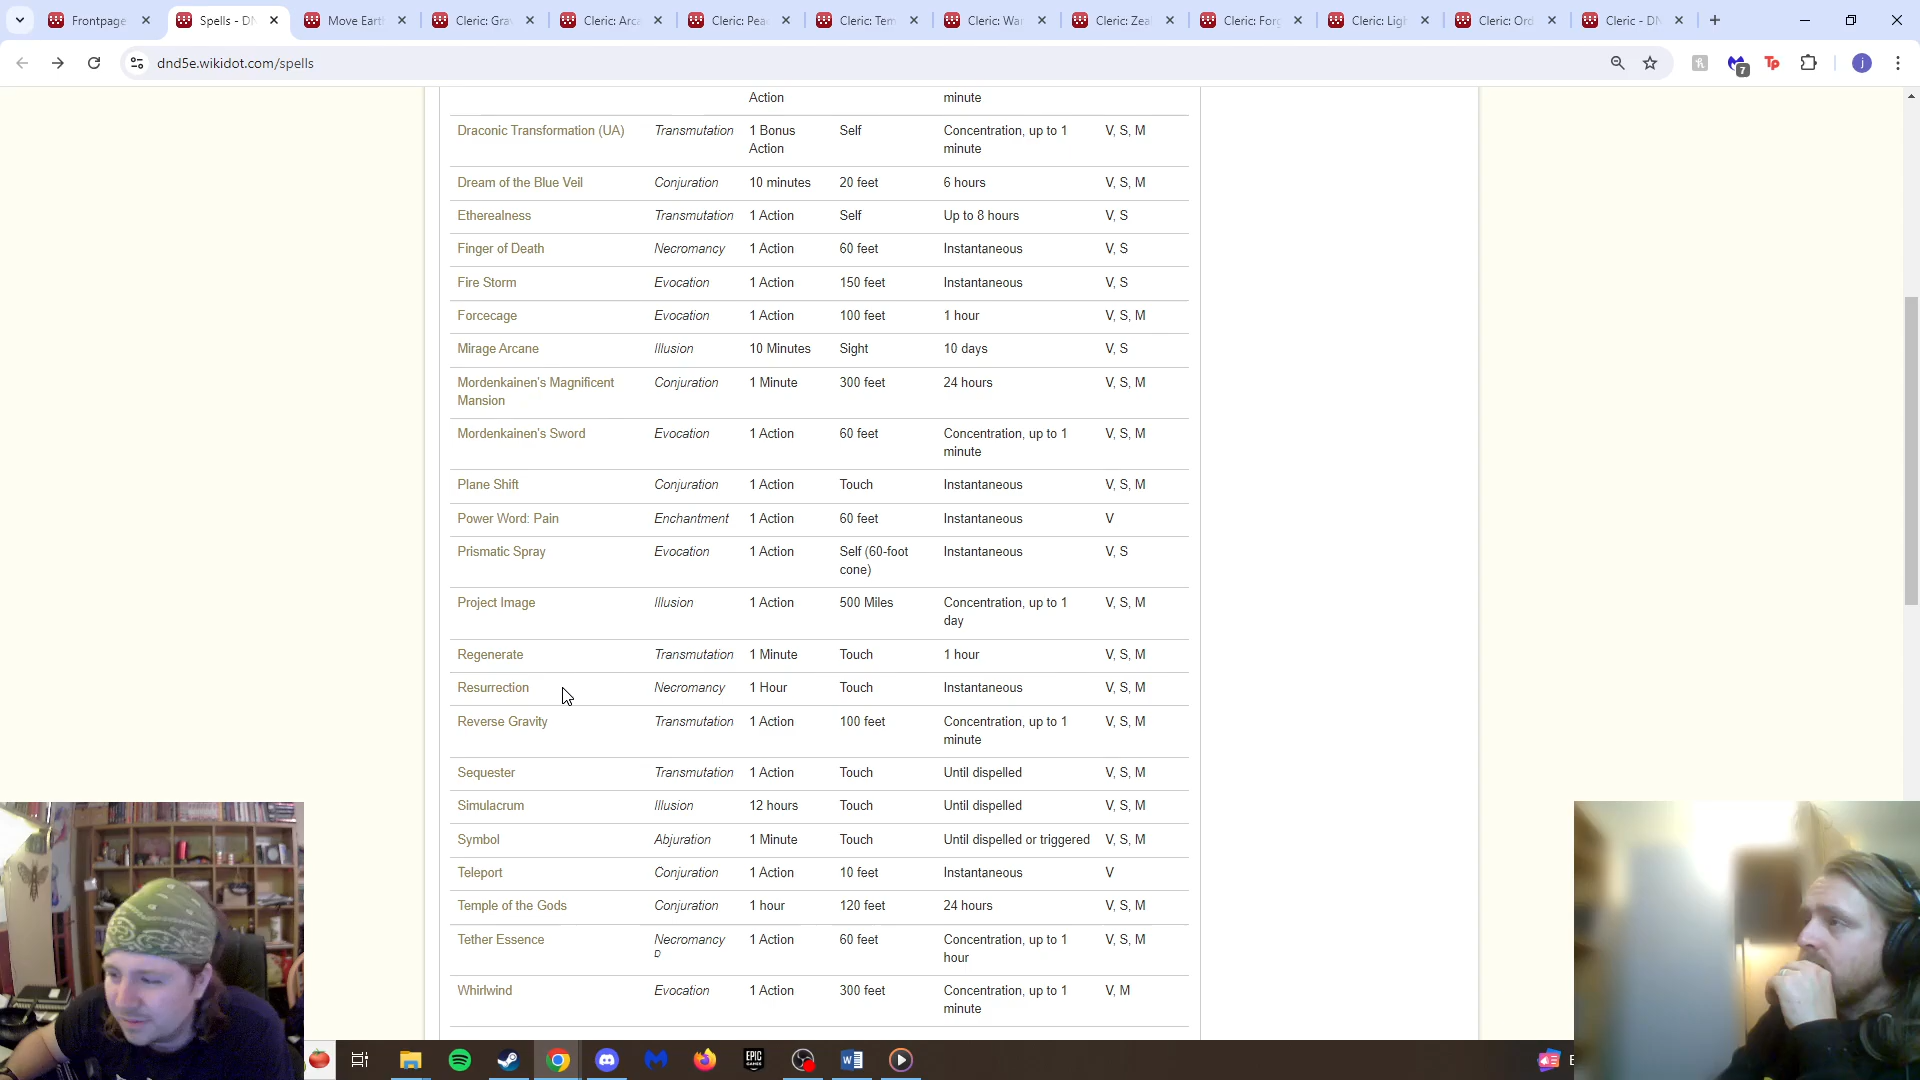 Frontpage
Spells - DN
Move Eart
Cleric: Gra
Cleric: Arca
Cleric: Peac
Cleric: Tem
Cleric: War
Cleric: Zeal
Cleric: Forg
Cleric: Ligh
Cleric: Ord
Cleric - DN
dnd5e.wikidot.com/spells
7
Tp
j
Action minute
Draconic Transformation (UA) Transmutation 1 Bonus Self Concentration, up to 1 V, S, M
Action minute
Dream of the Blue Veil Conjuration 10 minutes 20 feet 6 hours V, S, M
Etherealness Transmutation 1 Action Self Up to 8 hours V, S
Finger of Death Necromancy 1 Action 60 feet Instantaneous V, S
Fire Storm Evocation 1 Action 150 feet Instantaneous V, S
Forcecage Evocation 1 Action 100 feet 1 hour V, S, M
Mirage Arcane Illusion 10 Minutes Sight 10 days V, S
Mordenkainen's Magnificent Conjuration 1 Minute 300 feet 24 hours V, S, M
Mansion
Mordenkainen's Sword Evocation 1 Action 60 feet Concentration, up to 1 V, S, M
minute
Plane Shift Conjuration 1 Action Touch Instantaneous V, S, M
Power Word: Pain Enchantment 1 Action 60 feet Instantaneous V
Prismatic Spray Evocation 1 Action Self (60-foot Instantaneous V, S
cone)
Project Image Illusion 1 Action 500 Miles Concentration, up to 1 V, S, M
day
Regenerate Transmutation 1 Minute Touch 1 hour V, S, M
Resurrection Necromancy 1 Hour Touch Instantaneous V, S, M
Reverse Gravity Transmutation 1 Action 100 feet Concentration, up to 1 V, S, M
minute
Sequester Transmutation 1 Action Touch Until dispelled V, S, M
Simulacrum Illusion 12 hours Touch Until dispelled V, S, M
Symbol Abjuration 1 Minute Touch Until dispelled or triggered V, S, M
Teleport Conjuration 1 Action 10 feet Instantaneous V
Temple of the Gods Conjuration 1 hour 120 feet 24 hours V, S, M
Tether Essence Necromancy 1 Action 60 feet Concentration, up to 1 V, S, M
D hour
Whirlwind Evocation 1 Action 300 feet Concentration, up to 1 V, M
minute
EPIC
GAMES